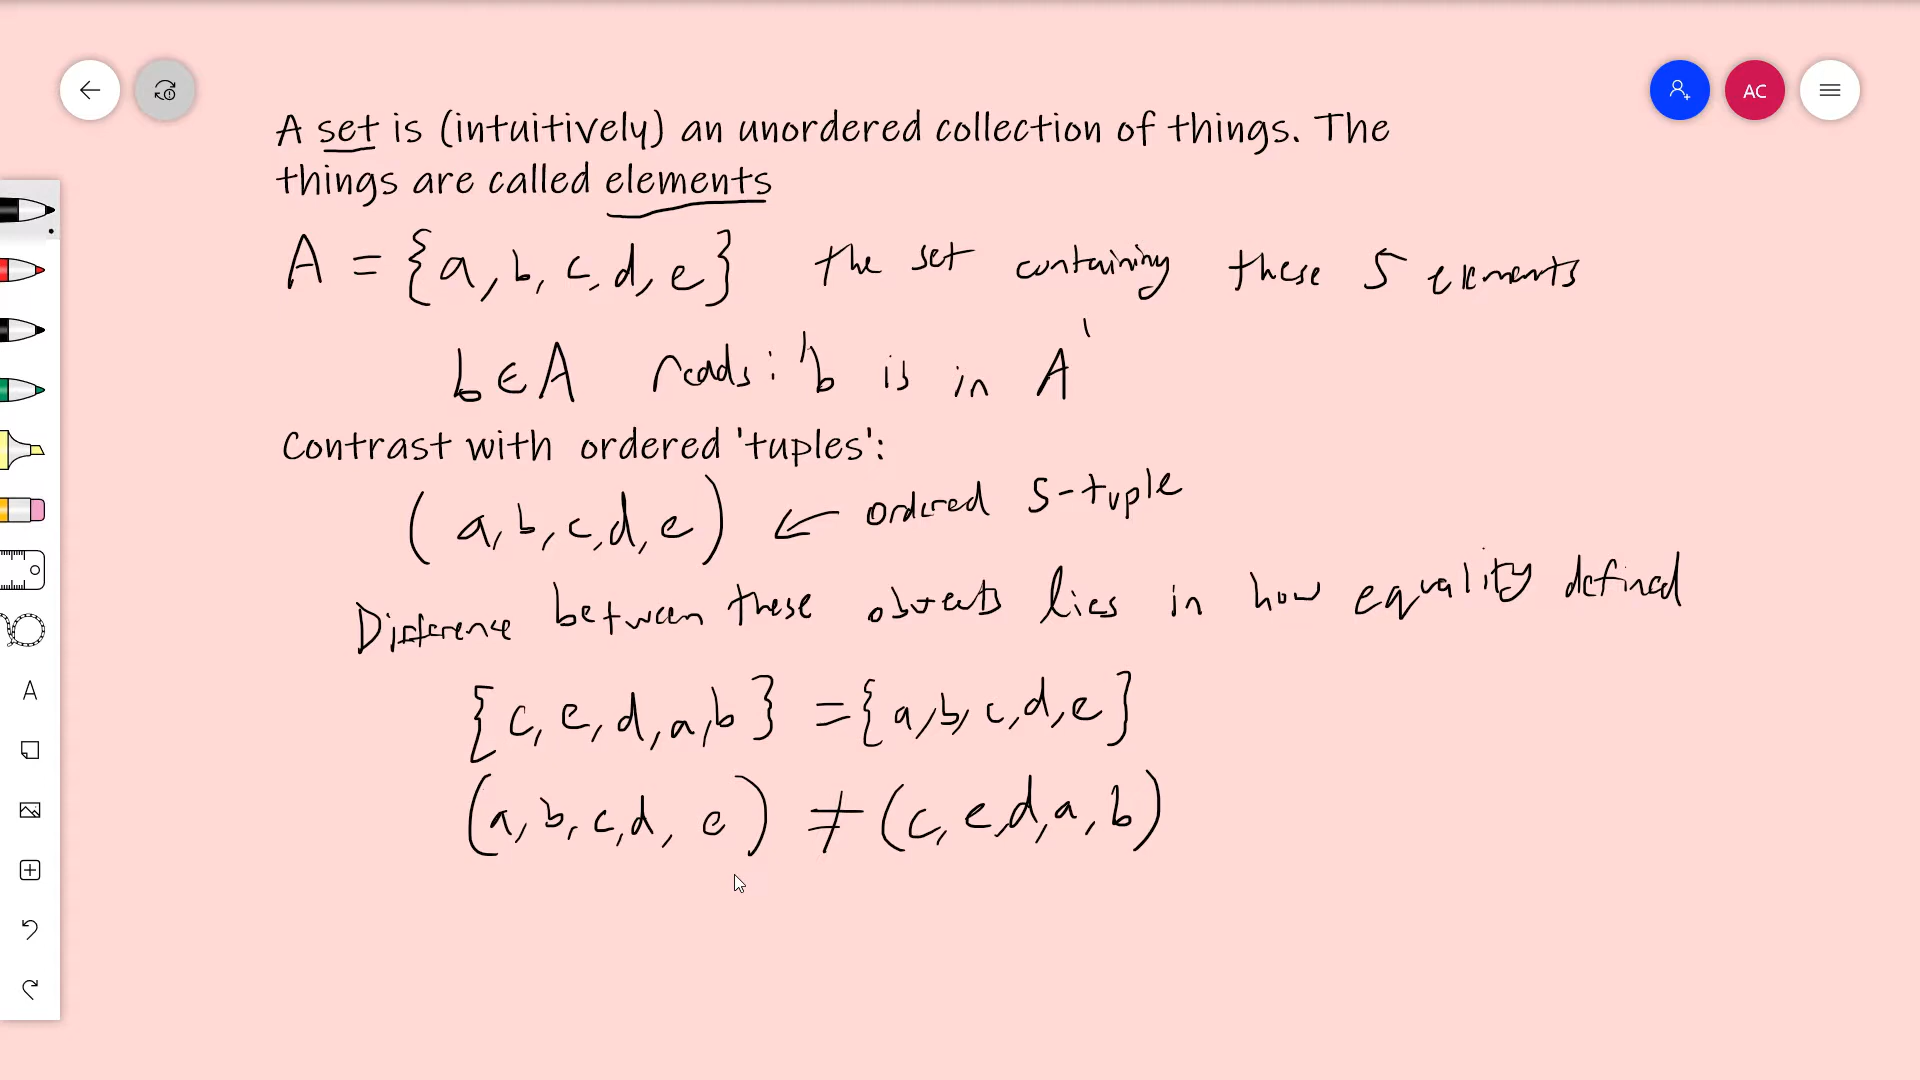 AC
A set is (intuitively) an unordered collection of things. The
things are called elements
A = {a, b, c, d, e} the set containing these 5 elements
b ∈ A reads: 'b is in A'
Contrast with ordered 'tuples':
(a, b, c, d, e) ← ordered 5-tuple
Difference between these objects lies in how equality defined
{c, e, d, a, b} = {a, b, c, d, e}
(a, b, c, d, e) ≠ (c, e, d, a, b)
A